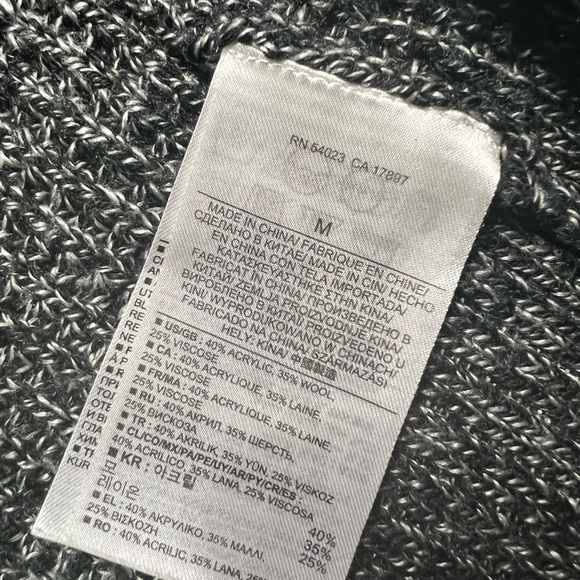 RN 54023 CA 17897
M
MADE IN CHINA/ FABRIQUE EN CHINE/
СДЕЛАНО В КИТАЕ/ MADE IN CIN/ HECHO
EN CHINA CON TELA IMPORTADA/
ΚΑΤΑΣΚΕΥΑΣΤΗΚΕ ΣΤΗΝ ΚΙΝΑ/
FABRICAT ÎN CHINA/ ПРОИЗВЕДЕНО В
КИТАЙ/ ZEMLJA PROIZVODNJE KINA/
ВИРОБЛЕНО В КИТАЇ/ PROIZVEDENO U
KINI/ WYPRODUKOWANO W CHINACH/
FABRICADO NA CHINA/ SZÁRMAZÁSI
HELY: KINA/ 中國製造
■ US/GB : 40% ACRYLIC, 35% WOOL,
25% VISCOSE
■ CA : 40% ACRYLIQUE, 35% LAINE,
25% VISCOSE
■ FR/MA : 40% ACRYLIQUE, 35% LAINE,
25% VISCOSE
■ RU : 40% АКРИЛ, 35% ШЕРСТЬ,
25% ВИСКОЗА
■ TR : 40% AKRILIK, 35% YÜN, 25% VISKOZ
■ CL/CO/MX/PA/PE/UY/AR/PY/CR/ES :
40% ACRILICO, 35% LANA, 25% VISCOSA
■ KR : 아크릴 40%
모 35%
레이온 25%
■ EL : 40% ΑΚΡΥΛΙΚΟ, 35% ΜΑΛΛΙ,
25% ΒΙΣΚΟΖΗ
■ RO : 40% ACRILIC, 35% LANA, 25%